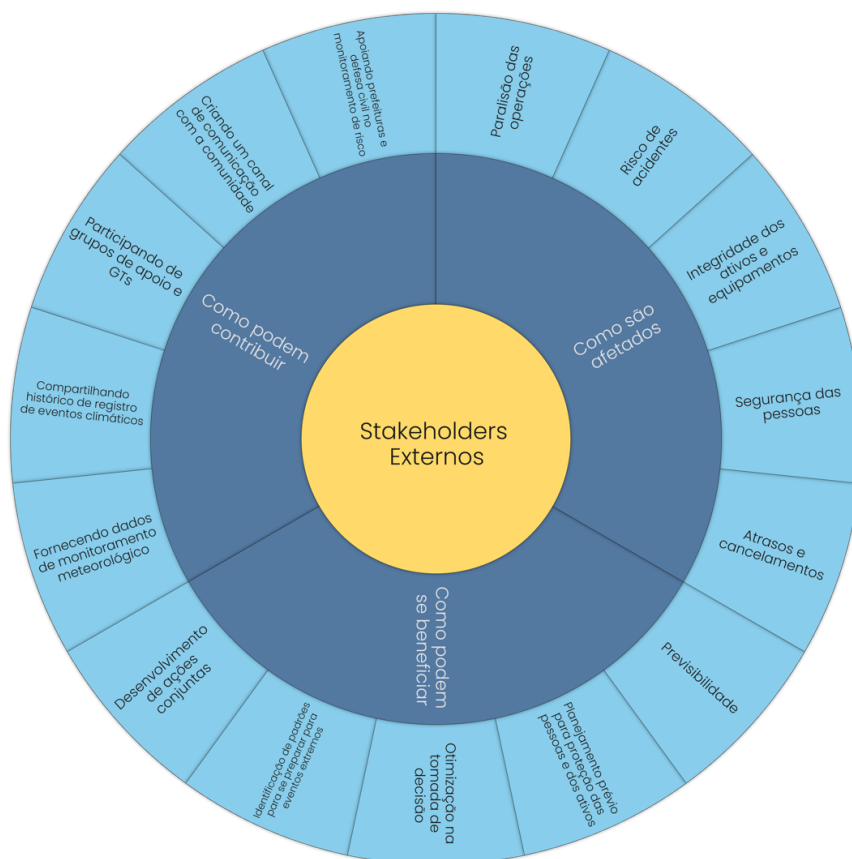 Stakeholders
Externos
Como são
afetados
Paralisão das
operações
Risco de
acidentes
Integridade dos
ativos e
equipamentos
Segurança das
pessoas
Atrasos e
cancelamentos
Como podem
se beneficiar
Previsibilidade
Planejamento prévio
para proteção das
pessoas e dos ativos
Otimização na
tomada de
decisão
Identificação de padrões
para se preparar para
eventos extremos
Desenvolvimento
de ações
conjuntas
Como podem
contribuir
Fornecendo dados
de monitoramento
meteorológico
Compartilhando
histórico de registro
de eventos climáticos
Participando de
grupos de apoio e
GTs
Criando um canal
de comunicação
com a comunidade
Apoiando prefeituras e
defesa civil no
monitoramento de risco